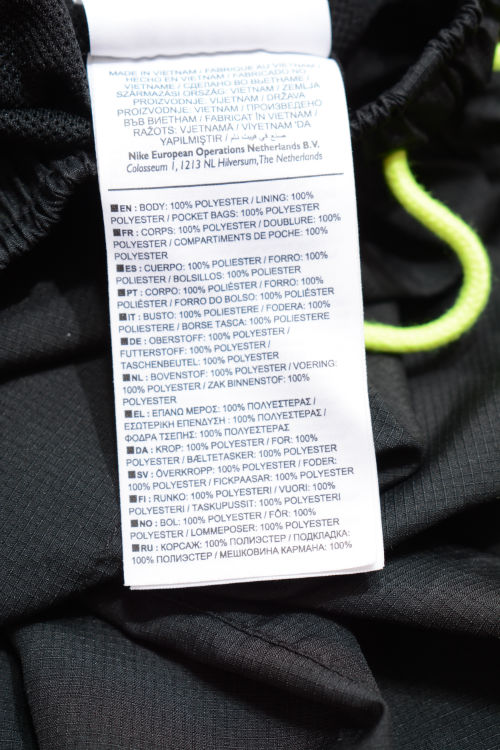 MADE IN VIETNAM / FABRIQUE AU VIETNAM /
HECHO EN VIETNAM / FABRICADO NO
VIETNAME / СДЕЛАНО ВО ВЬЕТНАМЕ /
SZÁRMAZÁSI ORSZÁG: VIETNAM / ZEMLJA
PROIZVODNJE: VIJETNAM / DRŽAVA
PROIZVODNJE: VIETNAM / ПРОИЗВЕДЕНО
ВЪВ ВИЕТНАМ / FABRICAT ÎN VIETNAM /
RAŽOTS: VJETNAMĀ / VİYETNAM 'DA
YAPILMIŞTIR / صنع في فييت نام
Nike European Operations Netherlands B.V.
Colosseum 1, 1213 NL Hilversum, The Netherlands
EN : BODY: 100% POLYESTER / LINING: 100%
POLYESTER / POCKET BAGS: 100% POLYESTER
FR : CORPS: 100% POLYESTER / DOUBLURE: 100%
POLYESTER / COMPARTIMENTS DE POCHE: 100%
POLYESTER
ES : CUERPO: 100% POLIESTER / FORRO: 100%
POLIESTER / BOLSILLOS: 100% POLIESTER
PT : CORPO: 100% POLIÉSTER / FORRO: 100%
POLIÉSTER / FORRO DO BOLSO: 100% POLIÉSTER
IT : BUSTO: 100% POLIESTERE / FODERA: 100%
POLIESTERE / BORSE TASCA: 100% POLIESTERE
DE : OBERSTOFF: 100% POLYESTER /
FUTTERSTOFF: 100% POLYESTER /
TASCHENBEUTEL: 100% POLYESTER
NL : BOVENSTOF: 100% POLYESTER / VOERING:
100% POLYESTER / ZAK BINNENSTOF: 100%
POLYESTER
EL : ΕΠΑΝΩ ΜΕΡΟΣ: 100% ΠΟΛΥΕΣΤΕΡΑΣ /
ΕΣΩΤΕΡΙΚΗ ΕΠΕΝΔΥΣΗ : 100% ΠΟΛΥΕΣΤΕΡΑΣ /
ΦΟΔΡΑ ΤΣΕΠΗΣ: 100% ΠΟΛΥΕΣΤΕΡΑΣ
DA : KROP: 100% POLYESTER / FOR: 100%
POLYESTER / BÆLTETASKER: 100% POLYESTER
SV : ÖVERKROPP: 100% POLYESTER / FODER:
100% POLYESTER / FICKPAASAR: 100% POLYESTER
FI : RUNKO: 100% POLYESTERI / VUORI: 100%
POLYESTERI / TASKUPUSSIT: 100% POLYESTERI
NO : BOL: 100% POLYESTER / FÔR: 100%
POLYESTER / LOMMEPOSER: 100% POLYESTER
RU : КОРСАЖ: 100% ПОЛИЭСТЕР / ПОДКЛАДКА:
100% ПОЛИЭСТЕР / МЕШКОВИНА КАРМАНА: 100%